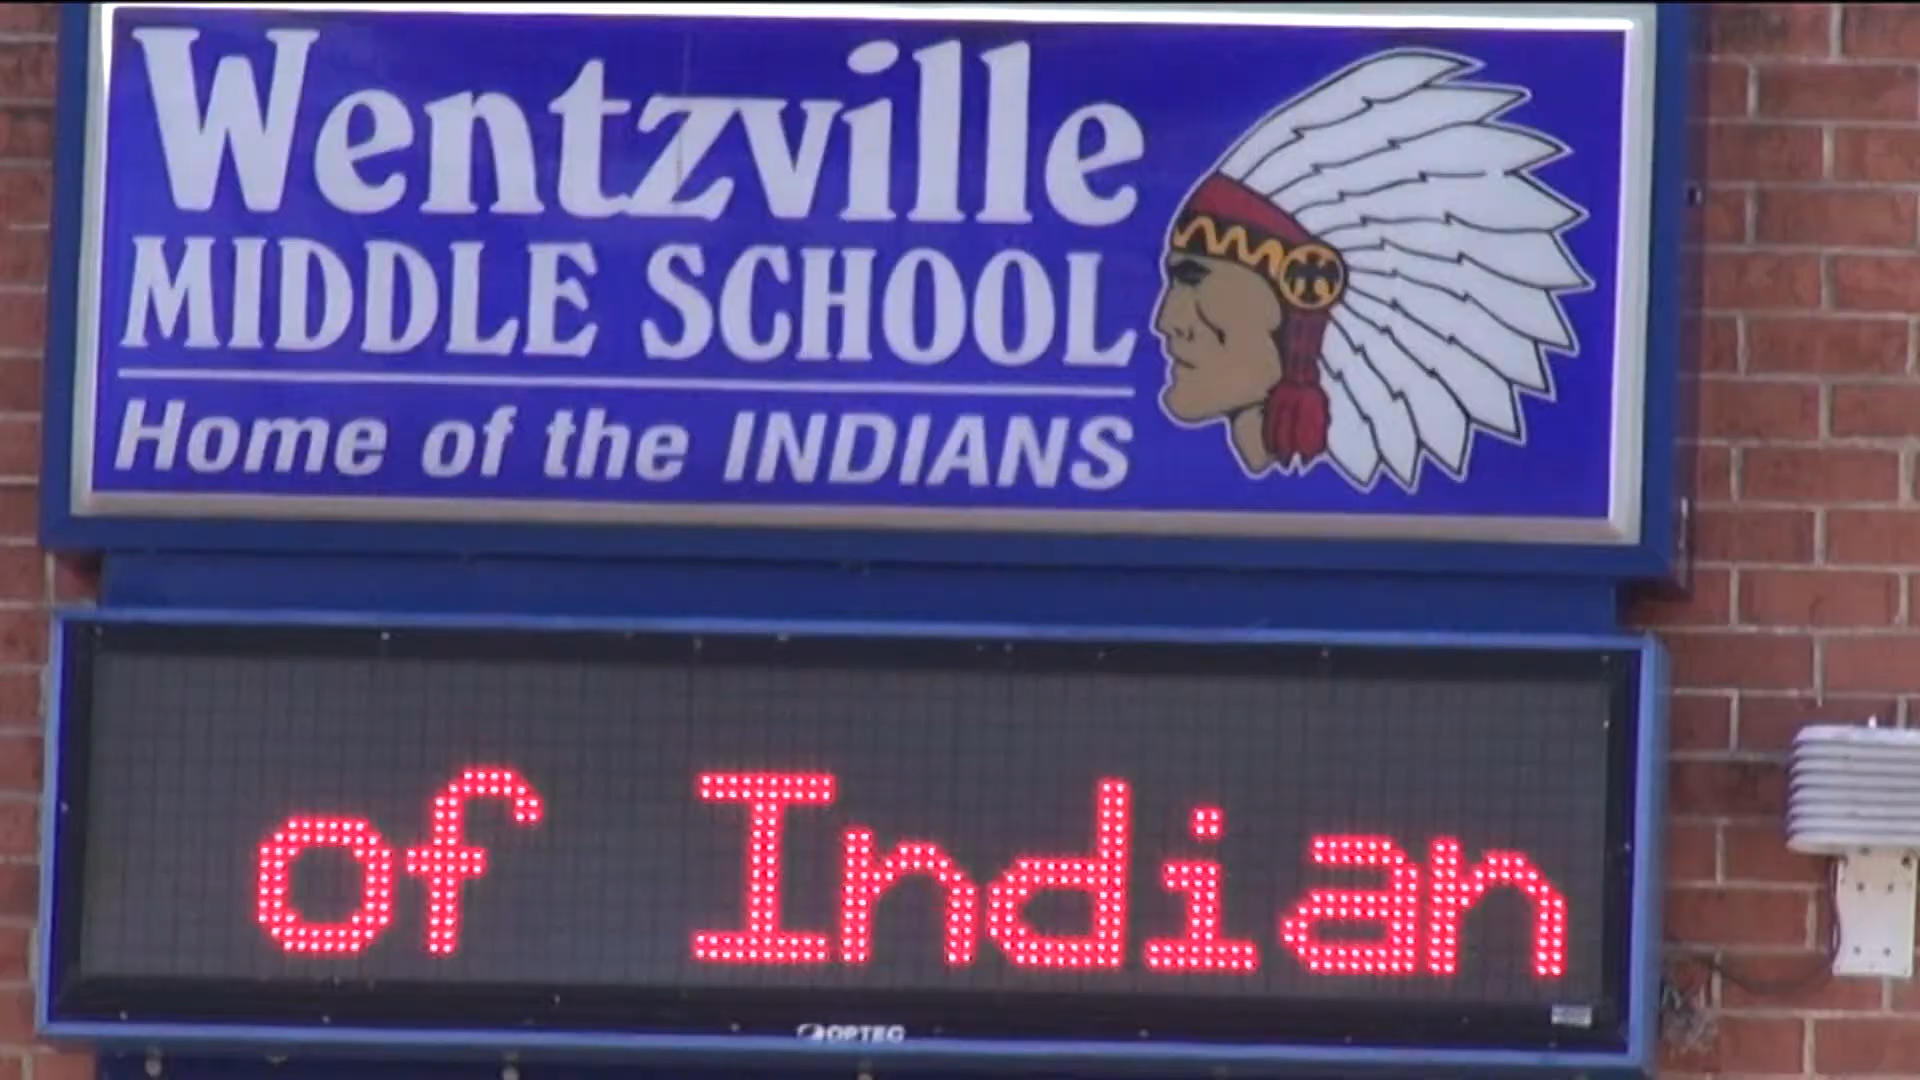 Wentzville
MIDDLE SCHOOL
Home of the INDIANS
of Indian
OPTEC